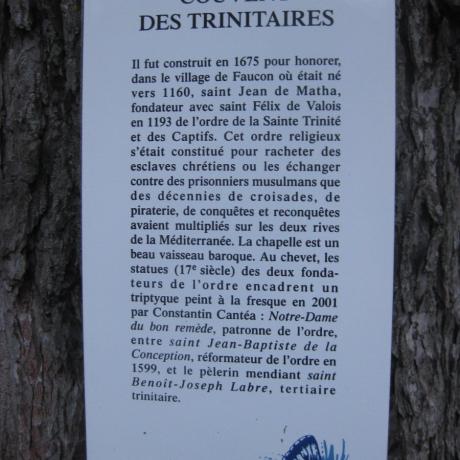 COUVENT
DES TRINITAIRES
Il fut construit en 1675 pour honorer,
dans le village de Faucon où était né
vers 1160, saint Jean de Matha,
fondateur avec saint Félix de Valois
en 1193 de l'ordre de la Sainte Trinité
et des Captifs. Cet ordre religieux
s'était constitué pour racheter des
esclaves chrétiens ou les échanger
contre des prisonniers musulmans que
des décennies de croisades, de
piraterie, de conquêtes et reconquêtes
avaient multipliés sur les deux rives
de la Méditerranée. La chapelle est un
beau vaisseau baroque. Au chevet, les
statues (17e siècle) des deux fonda-
teurs de l'ordre encadrent un
triptyque peint à la fresque en 2001
par Constantin Cantéa : Notre-Dame
du bon remède, patronne de l'ordre,
entre saint Jean-Baptiste de la
Conception, réformateur de l'ordre en
1599, et le pèlerin mendiant saint
Benoit-Joseph Labre, tertiaire
trinitaire.